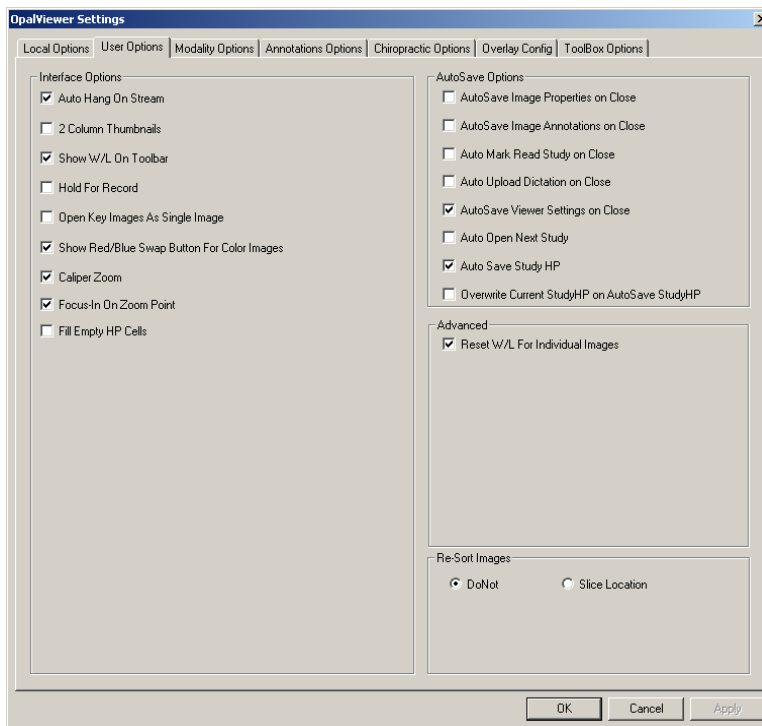 OpalViewer Settings
Local Options User Options Modality Options Annotations Options Chiropractic Options Overlay Config ToolBox Options
Interface Options
Auto Hang On Stream
2 Column Thumbnails
Show W/L On Toolbar
Hold For Record
Open Key Images As Single Image
Show Red/Blue Swap Button For Color Images
Caliper Zoom
Focus-In On Zoom Point
Fill Empty HP Cells
AutoSave Options
AutoSave Image Properties on Close
AutoSave Image Annotations on Close
Auto Mark Read Study on Close
Auto Upload Dictation on Close
AutoSave Viewer Settings on Close
Auto Open Next Study
Auto Save Study HP
Overwrite Current StudyHP on AutoSave StudyHP
Advanced
Reset W/L For Individual Images
Re-Sort Images
DoNot Slice Location
OK Cancel Apply